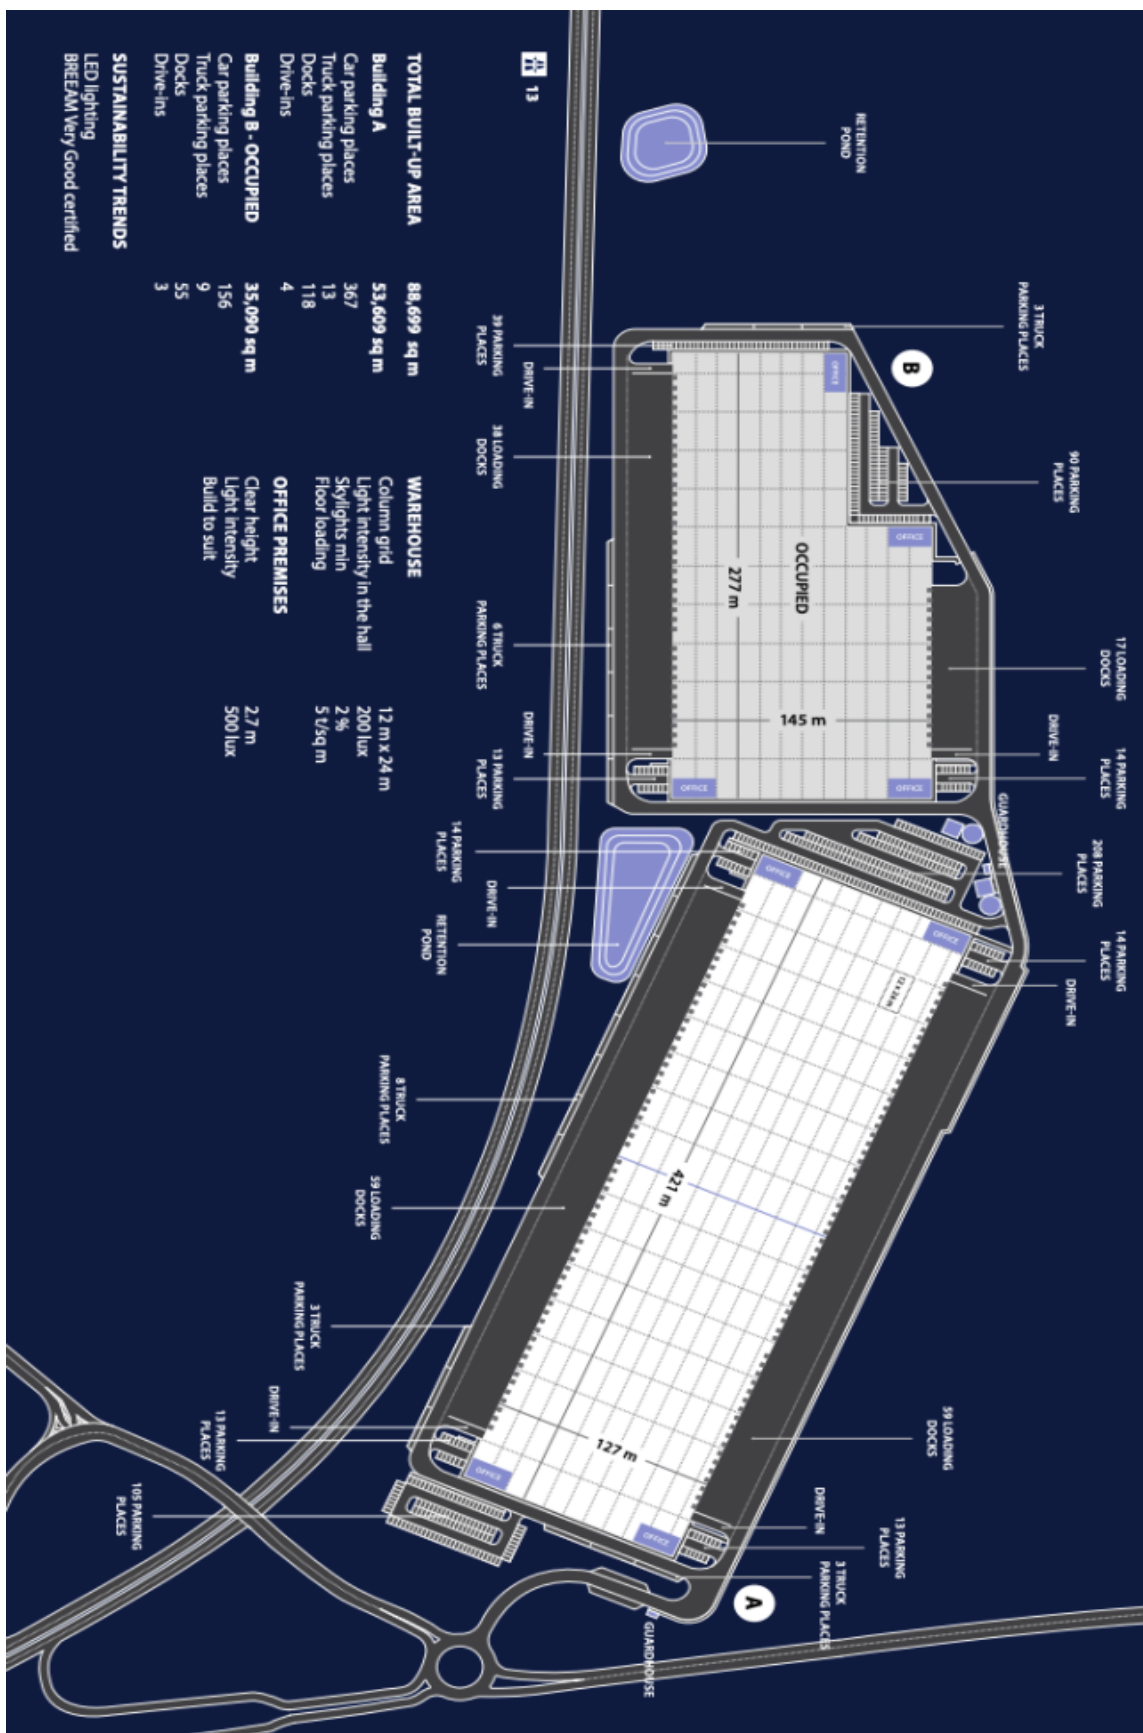 RETENTION
POND
3 TRUCK
PARKING PLACES
90 PARKING
PLACES
17 LOADING
DOCKS
DRIVE-IN
14 PARKING
PLACES
GUARDHOUSE
208 PARKING
PLACES
14 PARKING
PLACES
DRIVE-IN
59 LOADING
DOCKS
DRIVE-IN
13 PARKING
PLACES
3 TRUCK
PARKING PLACES
GUARDHOUSE
B
OFFICE
OFFICE
OCCUPIED
277 m
145 m
OFFICE
OFFICE
OFFICE
OFFICE
12 x 24 m
421 m
127 m
OFFICE
OFFICE
A
13
39 PARKING
PLACES
DRIVE-IN
38 LOADING
DOCKS
6 TRUCK
PARKING PLACES
DRIVE-IN
13 PARKING
PLACES
14 PARKING
PLACES
DRIVE-IN
RETENTION
POND
8 TRUCK
PARKING PLACES
59 LOADING
DOCKS
3 TRUCK
PARKING PLACES
DRIVE-IN
13 PARKING
PLACES
105 PARKING
PLACES
TOTAL BUILT-UP AREA 88,699 sq m
Building A 53,609 sq m
Car parking places 367
Truck parking places 13
Docks 118
Drive-ins 4
Building B - OCCUPIED 35,090 sq m
Car parking places 156
Truck parking places 9
Docks 55
Drive-ins 3
SUSTAINABILITY TRENDS
LED lighting
BREEAM Very Good certified
WAREHOUSE
Column grid 12 m x 24 m
Light intensity in the hall 200 lux
Skylights min 2 %
Floor loading 5 t/sq m
OFFICE PREMISES
Clear height 2.7 m
Light intensity 500 lux
Build to suit